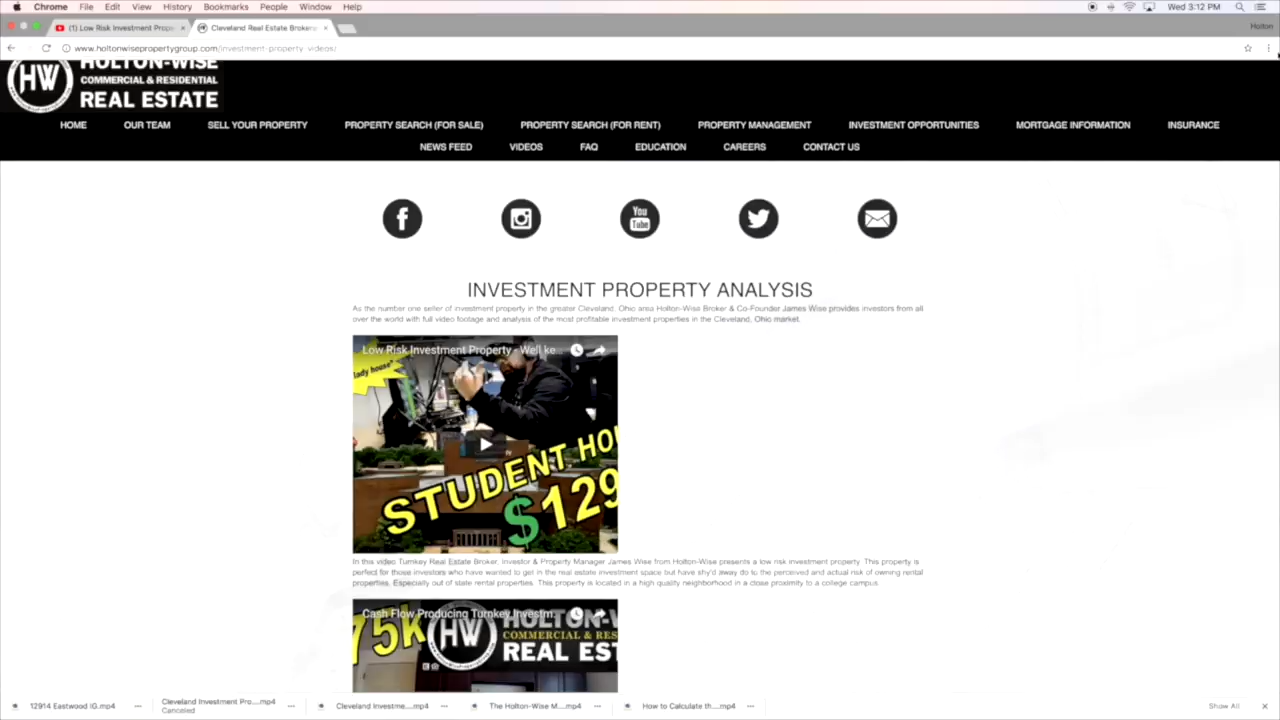 Chrome File Edit View History Bookmarks People Window Help Wed 3:12 PM
(1) Low Risk Investment Prope Cleveland Real Estate Brokers Holton
www.holtonwisepropertygroup.com/investment-property-videos/
HW HOLTON-WISE
COMMERCIAL & RESIDENTIAL
REAL ESTATE
HOME OUR TEAM SELL YOUR PROPERTY PROPERTY SEARCH (FOR SALE) PROPERTY SEARCH (FOR RENT) PROPERTY MANAGEMENT INVESTMENT OPPORTUNITIES MORTGAGE INFORMATION INSURANCE
NEWS FEED VIDEOS FAQ EDUCATION CAREERS CONTACT US
f You Tube
INVESTMENT PROPERTY ANALYSIS
As the number one seller of investment property in the greater Cleveland, Ohio area Holton-Wise Broker & Co-Founder James Wise provides investors from all
over the world with full video footage and analysis of the most profitable investment properties in the Cleveland, Ohio market.
Low Risk Investment Property - Well ke...
lady house"
STUDENT HO
$129
In this video Turnkey Real Estate Broker, Investor & Property Manager James Wise from Holton-Wise presents a low risk investment property. This property is
perfect for those investors who have wanted to get in the real estate investment space but have shy'd away do to the perceived and actual risk of owning rental
properties. Especially out of state rental properties. This property is located in a high quality neighborhood in a close proximity to a college campus.
Cash Flow Producing Turnkey Investm...
75k HW HOLTON-W
COMMERCIAL & RES
REAL EST
12914 Eastwood IG.mp4 Cleveland Investment Pro....mp4 Cleveland Investme....mp4 The Holton-Wise M....mp4 How to Calculate th....mp4 Show All
Canceled